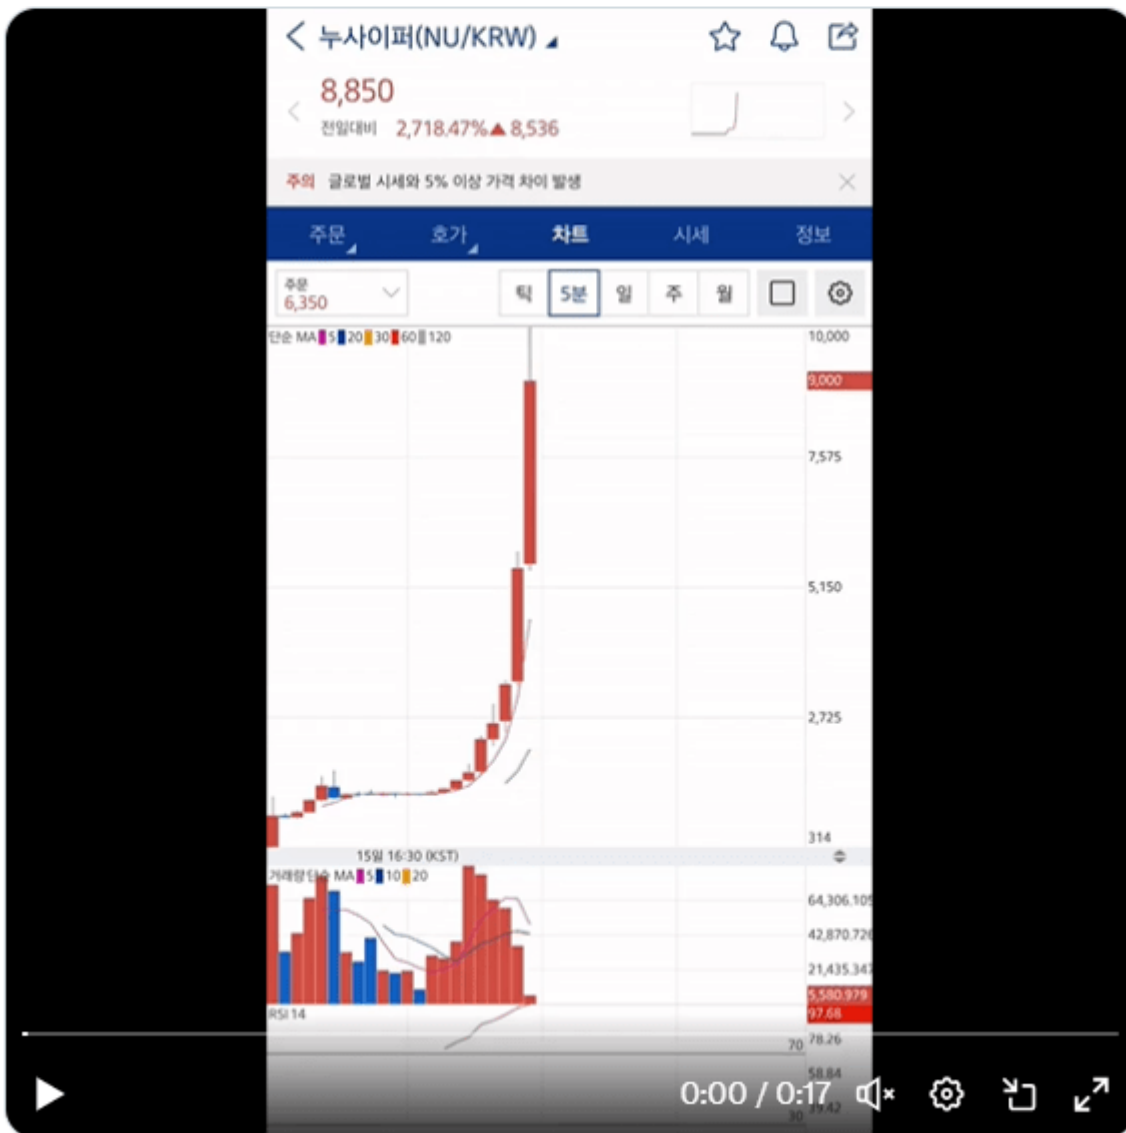 누사이퍼(NU/KRW)
8,850
전일대비 2,718.47%▲ 8,536
주의 글로벌 시세와 5% 이상 가격 차이 발생
주문 호가 차트 시세 정보
주문
6,350
틱 5분 일 주 월
단순 MA 5 20 30 60 120
10,000
9,000
7,575
5,150
2,725
314
15일 16:30 (KST)
거래량 단순 MA 5 10 20
64,306.105
42,870.726
21,435.347
5,580.979
RSI 14
97.68
78.26
70
58.84
39.42
30
0:00 / 0:17